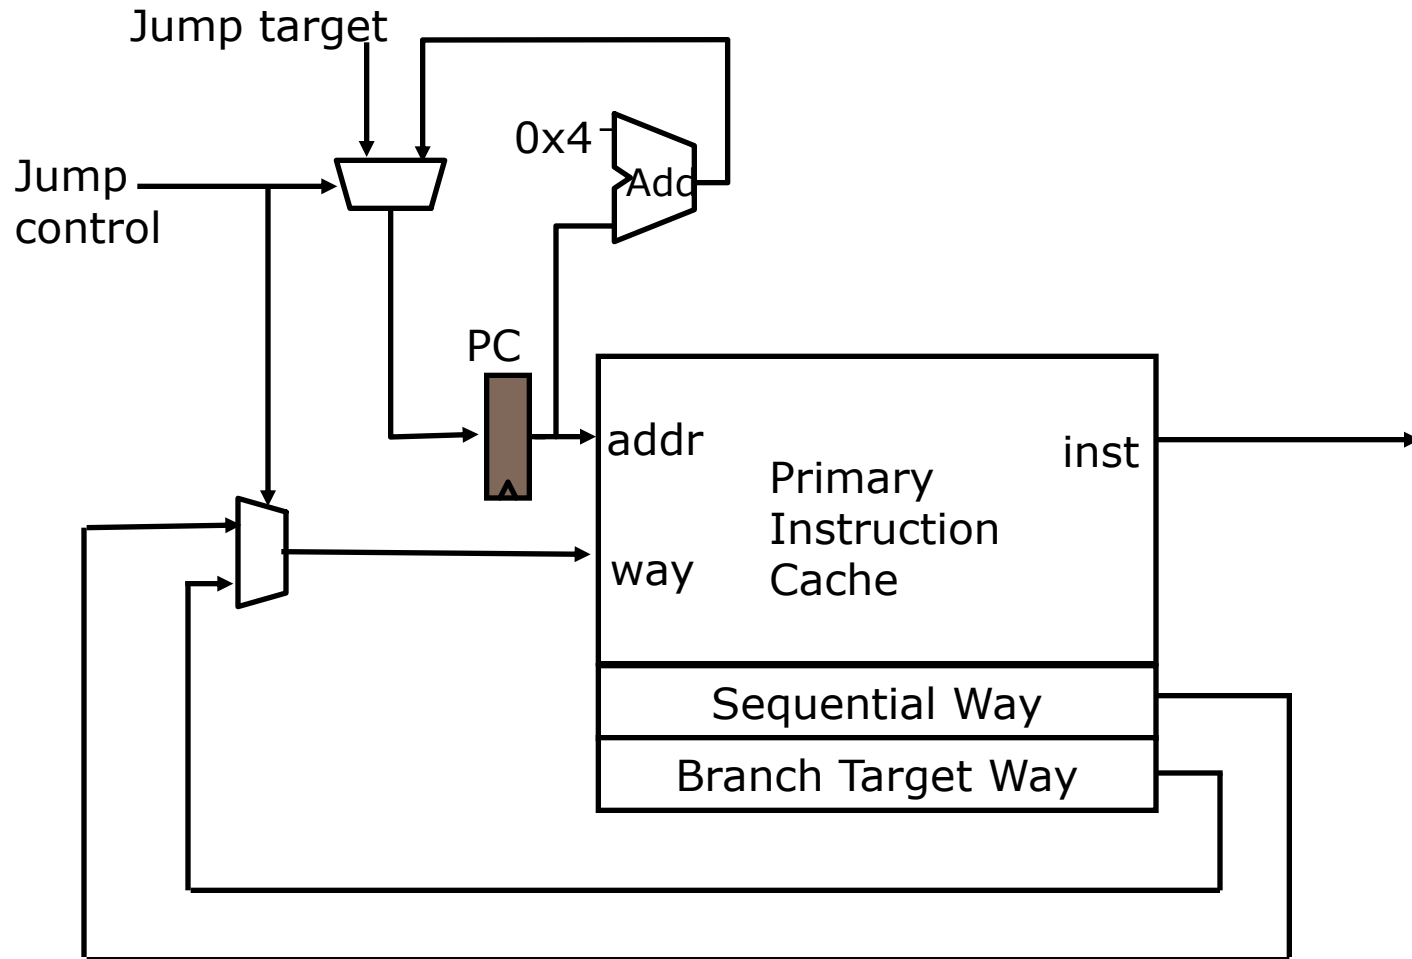 Jump target
0x4
Add
Jump
control
PC
addr
inst
Primary
Instruction
Cache
way
Sequential Way
Branch Target Way